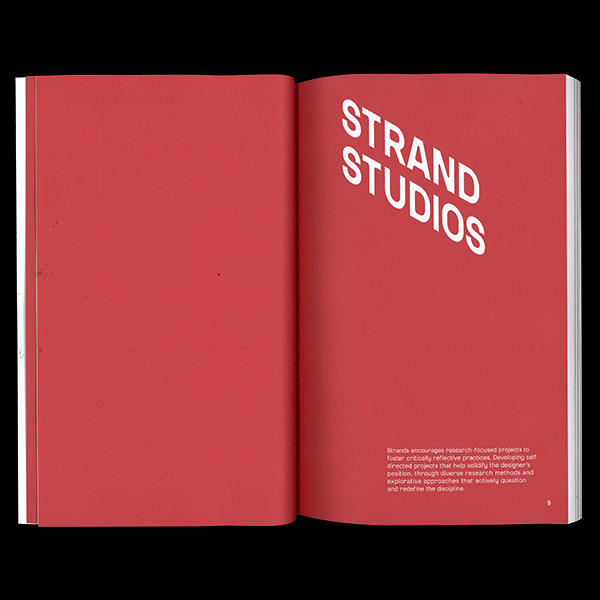 STRAND
STUDIOS
Strands encourages research-focused projects to
foster critically reflective practices. Developing self
directed projects that help solidify the designer's
position, through diverse research methods and
explorative approaches that actively question
and redefine the discipline.
9